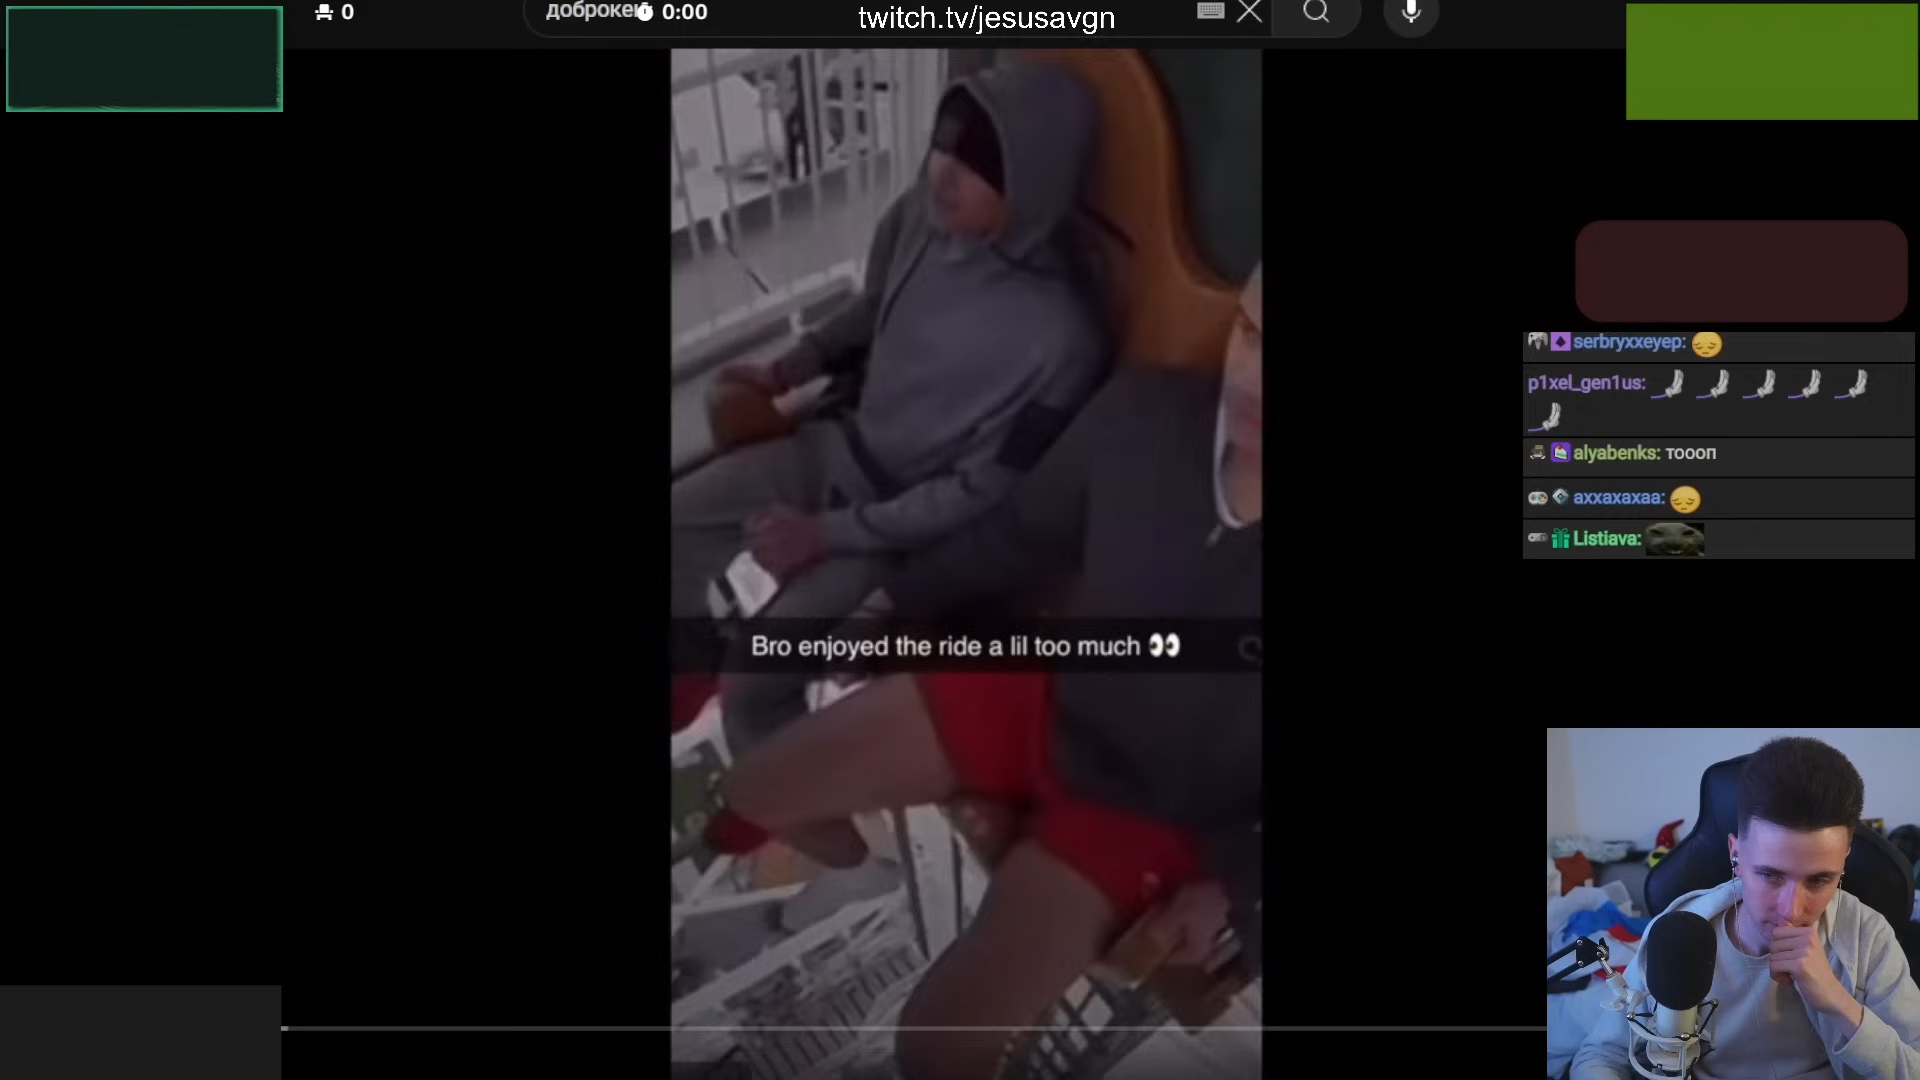 0
доброкен
0:00
twitch.tv/jesusavgn
serbryxxeyep:
p1xel_gen1us:
alyabenks: тооол
axxaxaxaa:
Listiava:
Bro enjoyed the ride a lil too much 👀